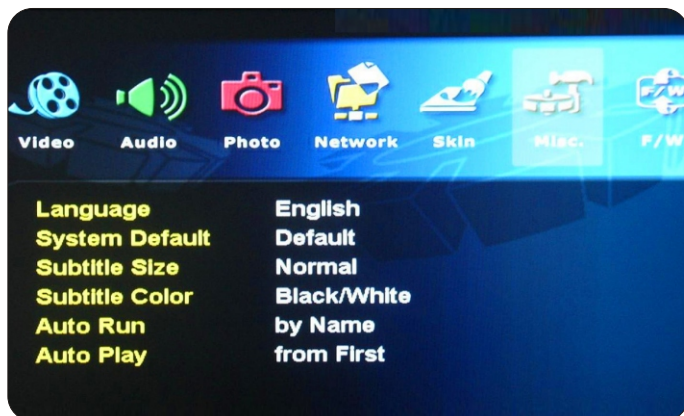 Video Audio Photo Network Skin Misc. F/W
F/W
Language English
System Default Default
Subtitle Size Normal
Subtitle Color Black/White
Auto Run by Name
Auto Play from First